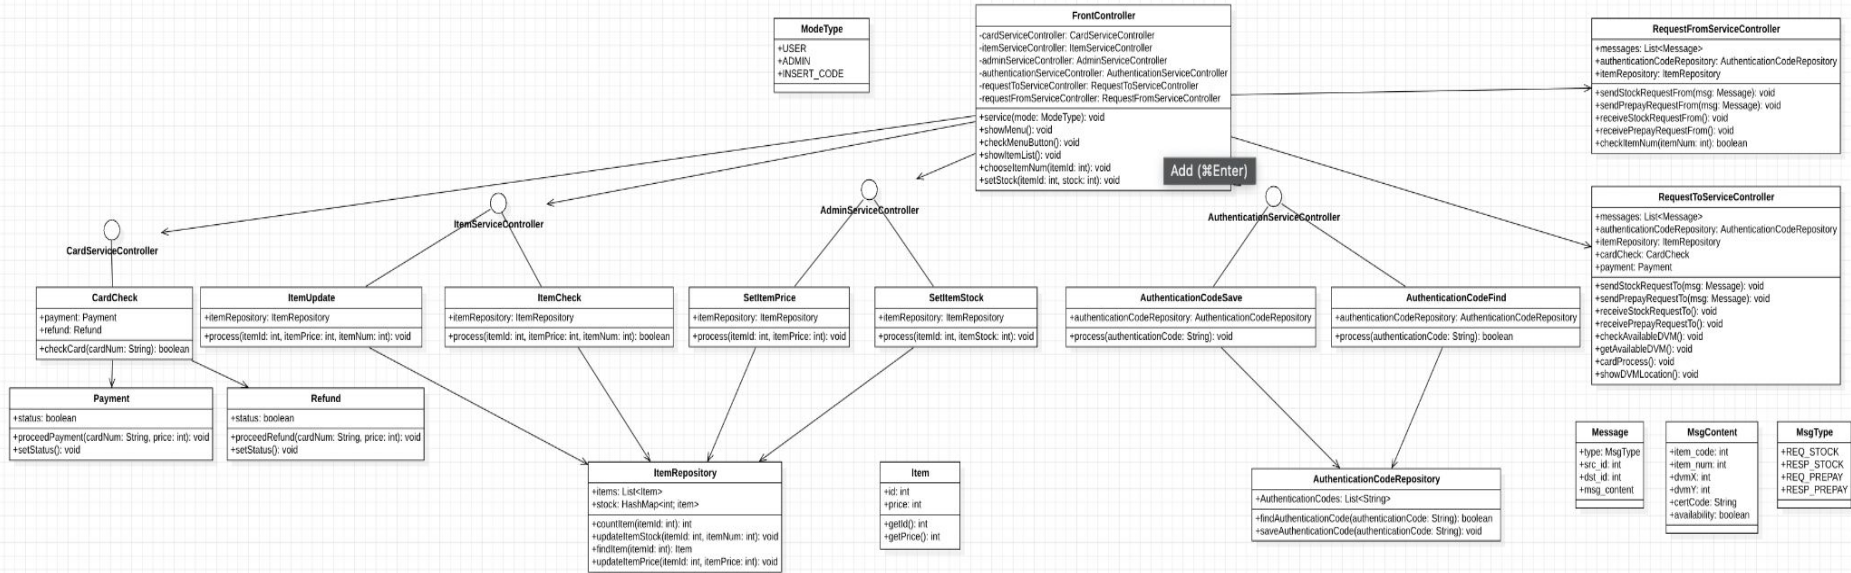 ModeType
+USER
+ADMIN
+INSERT_CODE
FrontController
-cardServiceController: CardServiceController
-itemServiceController: ItemServiceController
-adminServiceController: AdminServiceController
-authenticationServiceController: AuthenticationServiceController
-requestToServiceController: RequestToServiceController
-requestFromServiceController: RequestFromServiceController
+service(mode: ModeType): void
+showMenu(): void
+checkMenuButton(): void
+showItemList(): void
+chooseItemNum(itemId: int): void
+setStock(itemId: int, stock: int): void
Add (⌘Enter)
RequestFromServiceController
+messages: List<Message>
+authenticationCodeRepository: AuthenticationCodeRepository
+itemRepository: ItemRepository
+sendStockRequestFrom(msg: Message): void
+sendPrepayRequestFrom(msg: Message): void
+receiveStockRequestFrom(): void
+receivePrepayRequestFrom(): void
+checkItemNum(itemNum: int): boolean
RequestToServiceController
+messages: List<Message>
+authenticationCodeRepository: AuthenticationCodeRepository
+itemRepository: ItemRepository
+cardCheck: CardCheck
+payment: Payment
+sendStockRequestTo(msg: Message): void
+sendPrepayRequestTo(msg: Message): void
+receiveStockRequestTo(): void
+receivePrepayRequestTo(): void
+checkAvailableDVM(): void
+getAvailableDVM(): void
+cardProcess(): void
+showDVMLocation(): void
CardServiceController
ItemServiceController
AdminServiceController
AuthenticationServiceController
CardCheck
+payment: Payment
+refund: Refund
+checkCard(cardNum: String): boolean
ItemUpdate
+itemRepository: ItemRepository
+process(itemId: int, itemPrice: int, itemNum: int): void
ItemCheck
+itemRepository: ItemRepository
+process(itemId: int, itemPrice: int, itemNum: int): boolean
SetItemPrice
+itemRepository: ItemRepository
+process(itemId: int, itemPrice: int): void
SetItemStock
+itemRepository: ItemRepository
+process(itemId: int, itemStock: int): void
AuthenticationCodeSave
+authenticationCodeRepository: AuthenticationCodeRepository
+process(authenticationCode: String): void
AuthenticationCodeFind
+authenticationCodeRepository: AuthenticationCodeRepository
+process(authenticationCode: String): boolean
Payment
+status: boolean
+proceedPayment(cardNum: String, price: int): void
+setStatus(): void
Refund
+status: boolean
+proceedRefund(cardNum: String, price: int): void
+setStatus(): void
ItemRepository
+items: List<Item>
+stock: HashMap<int; item>
+countItem(itemId: int): int
+updateItemStock(itemId: int, itemNum: int): void
+findItem(itemId: int): Item
+updateItemPrice(itemId: int, itemPrice: int): void
Item
+id: int
+price: int
+getId(): int
+getPrice(): int
AuthenticationCodeRepository
+AuthenticationCodes: List<String>
+findAuthenticationCode(authenticationCode: String): boolean
+saveAuthenticationCode(authenticationCode: String): void
Message
+type: MsgType
+src_id: int
+dst_id: int
+msg_content
MsgContent
+item_code: int
+item_num: int
+dvmX: int
+dvmY: int
+certCode: String
+availability: boolean
MsgType
+REQ_STOCK
+RESP_STOCK
+REQ_PREPAY
+RESP_PREPAY